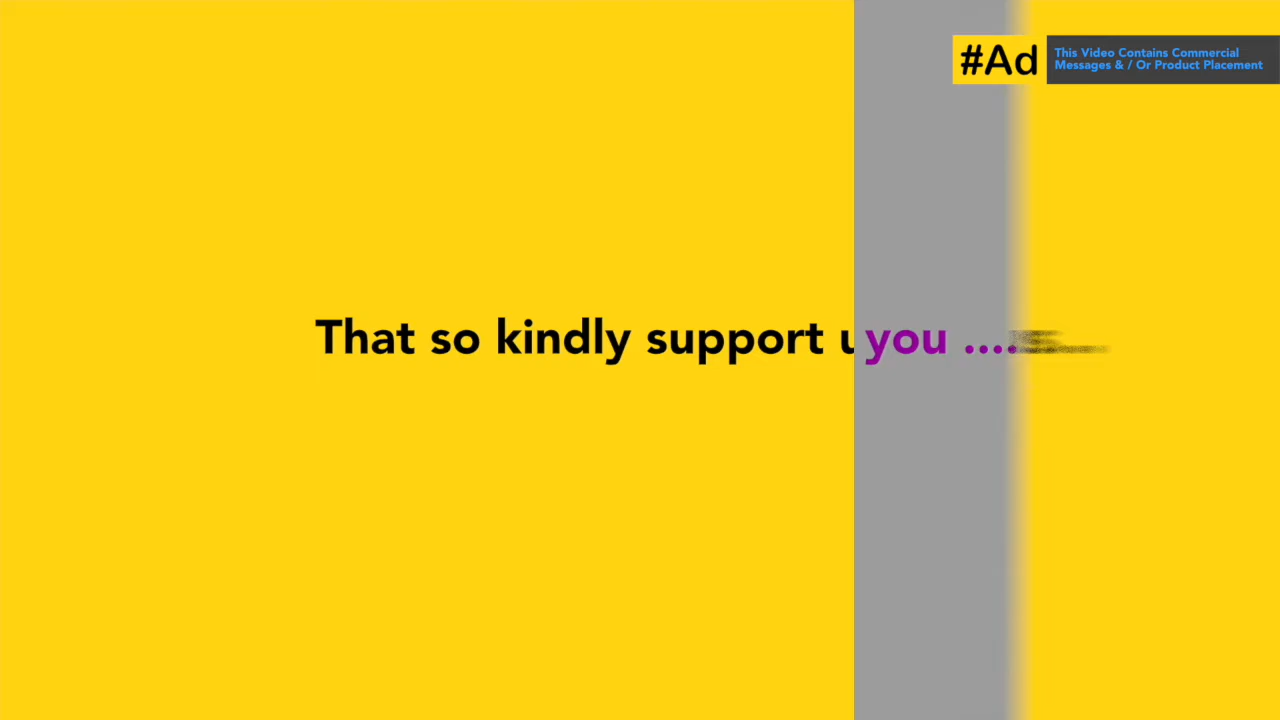 #Ad
This Video Contains Commercial
Messages & / Or Product Placement
That so kindly support you ....